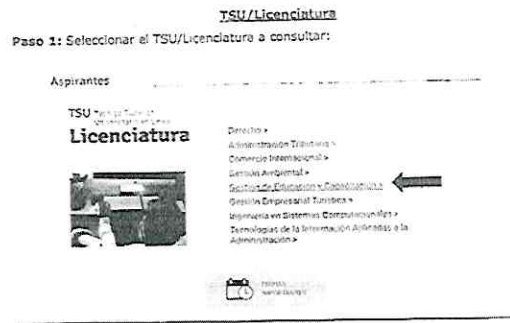 TSU/Licenciatura
Paso 1: Seleccionar el TSU/Licenciatura a consultar:
Aspirantes
TSU
Licenciatura
Derecho >
Administración Tributaria >
Comercio Internacional >
Gestión Ambiental >
Gestión de Educación y Capacitación >
Gestión Empresarial Turística >
Ingeniería en Sistemas Computacionales >
Tecnologías de la Información Aplicadas a la
Administración >